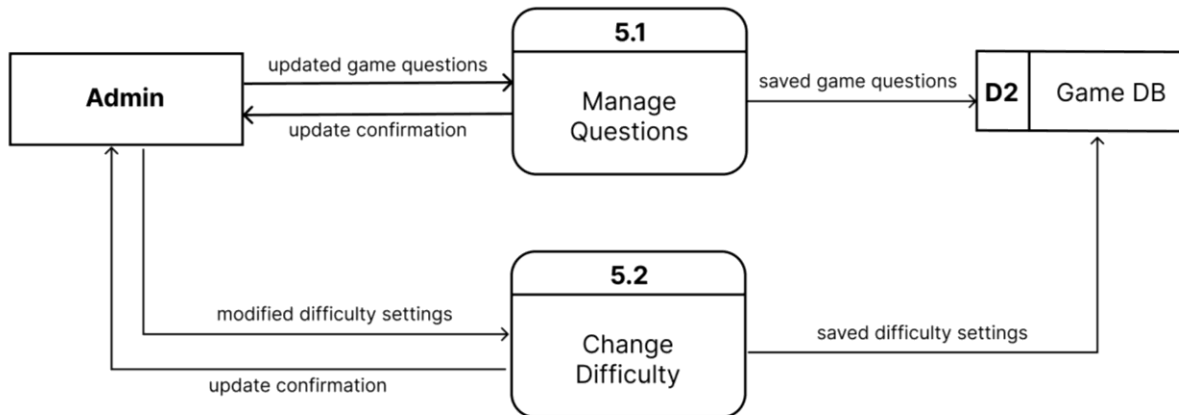 5.1
updated game questions
saved game questions
Admin
Manage
Questions
D2
Game DB
update confirmation
5.2
modified difficulty settings
saved difficulty settings
Change
Difficulty
update confirmation